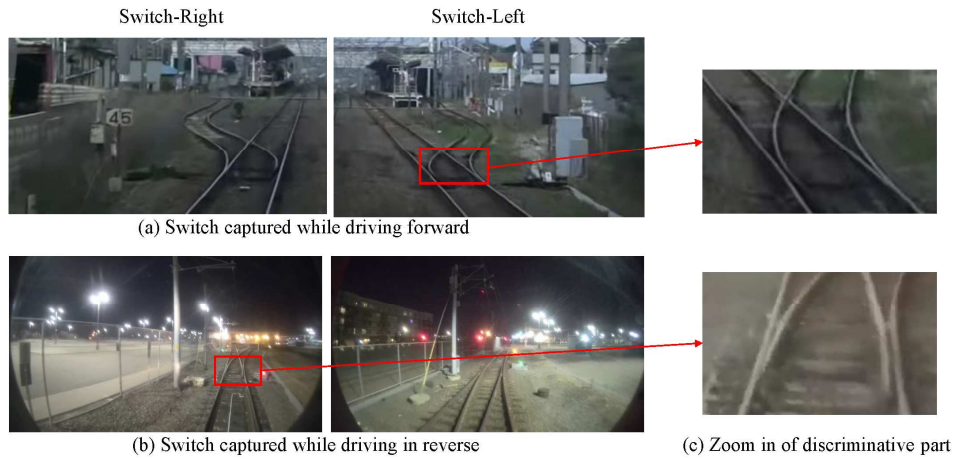 Switch-Right
Switch-Left
45
(a) Switch captured while driving forward
(b) Switch captured while driving in reverse
(c) Zoom in of discriminative part